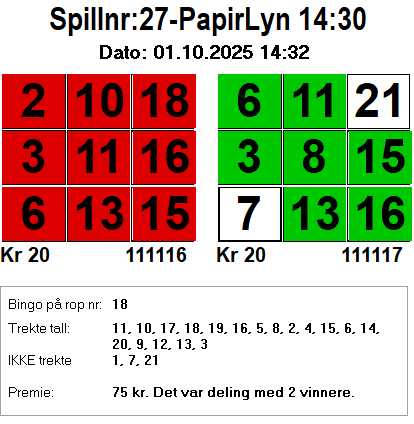 Spillnr:27-PapirLyn 14:30
Dato: 01.10.2025 14:32
2 10 18 6 11 21
3 11 16 3 8 15
6 13 15 7 13 16
Kr 20 111116 Kr 20 111117
Bingo på rop nr: 18
Trekte tall: 11, 10, 17, 18, 19, 16, 5, 8, 2, 4, 15, 6, 14,
20, 9, 12, 13, 3
IKKE trekte 1, 7, 21
Premie: 75 kr. Det var deling med 2 vinnere.